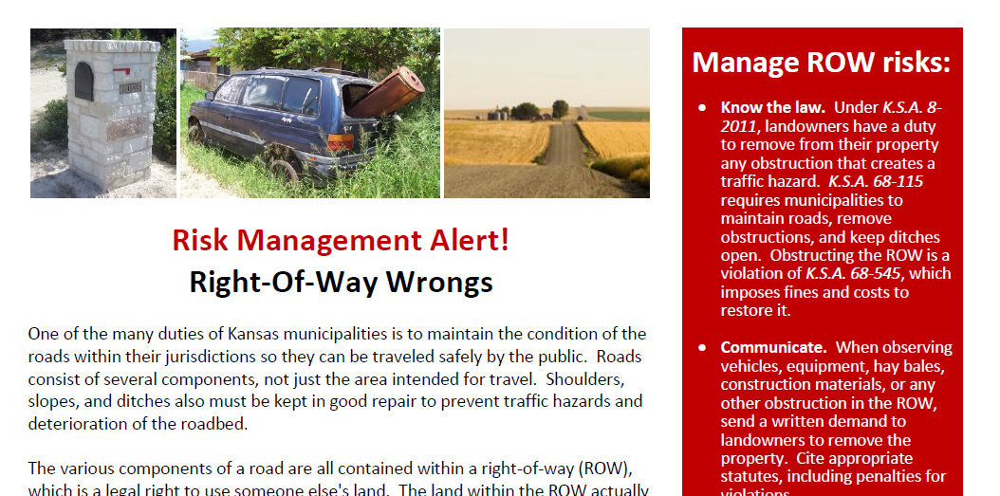 Risk Management Alert!
Right-Of-Way Wrongs
One of the many duties of Kansas municipalities is to maintain the condition of the
roads within their jurisdictions so they can be traveled safely by the public.  Roads
consist of several components, not just the area intended for travel.  Shoulders,
slopes, and ditches also must be kept in good repair to prevent traffic hazards and
deterioration of the roadbed.
The various components of a road are all contained within a right-of-way (ROW),
which is a legal right to use someone else's land.  The land within the ROW actually
Manage ROW risks:
• Know the law.  Under K.S.A. 8-
2011, landowners have a duty
to remove from their property
any obstruction that creates a
traffic hazard.  K.S.A. 68-115
requires municipalities to
maintain roads, remove
obstructions, and keep ditches
open.  Obstructing the ROW is a
violation of K.S.A. 68-545, which
imposes fines and costs to
restore it.
• Communicate.  When observing
vehicles, equipment, hay bales,
construction materials, or any
other obstruction in the ROW,
send a written demand to
landowners to remove the
property.  Cite appropriate
statutes, including penalties for
violations.